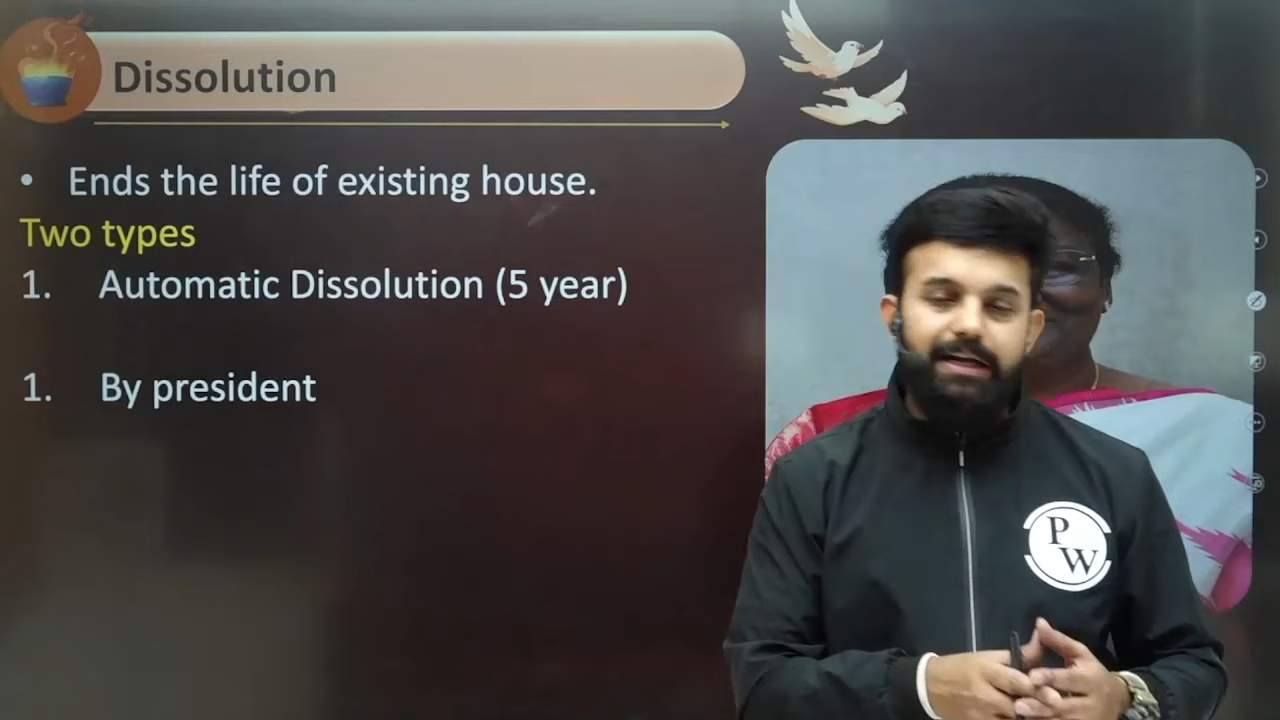 Dissolution
• Ends the life of existing house.
Two types
1. Automatic Dissolution (5 year)
1. By president
P
W